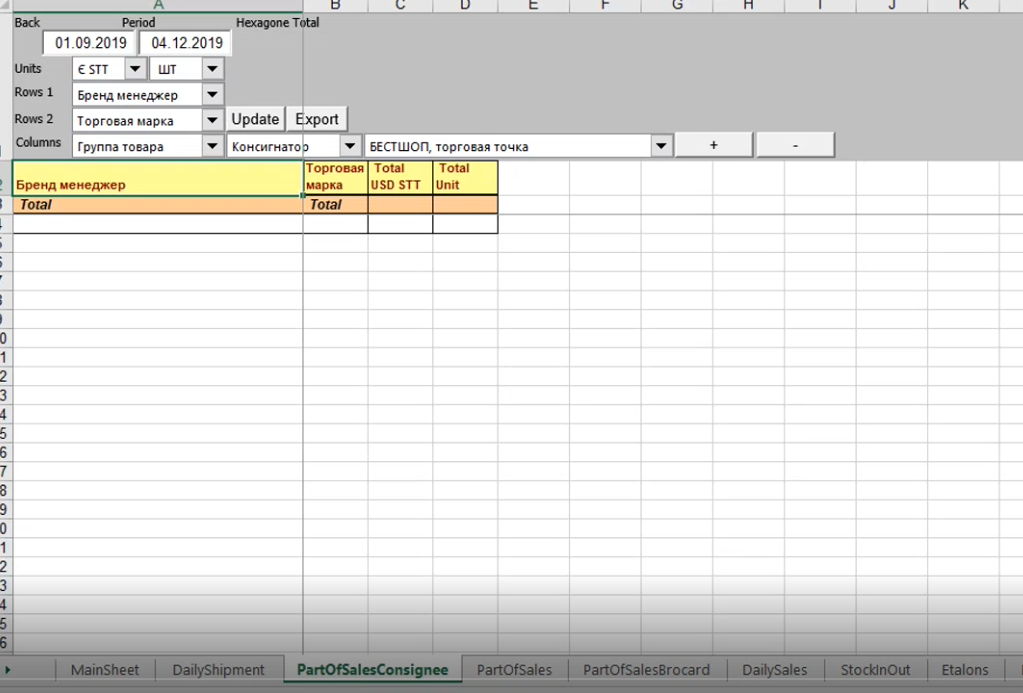 A B C D E F G H I J K
Back Period Hexagone Total
01.09.2019 04.12.2019
Units € STT ШТ
Rows 1 Бренд менеджер
Rows 2 Торговая марка Update Export
Columns Группа товара Консигнатор БЕСТШОП, торговая точка + -
Бренд менеджер Торговая марка Total USD STT Total Unit
Total Total
MainSheet DailyShipment PartOfSalesConsignee PartOfSales PartOfSalesBrocard DailySales StockInOut Etalons